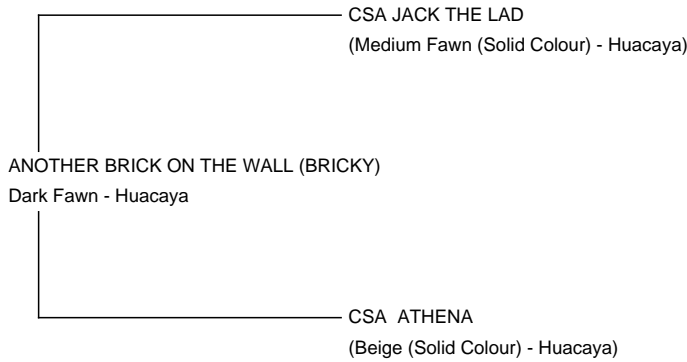 CSA JACK THE LAD
(Medium Fawn (Solid Colour) - Huacaya)
ANOTHER BRICK ON THE WALL (BRICKY)
Dark Fawn - Huacaya
CSA  ATHENA
(Beige (Solid Colour) - Huacaya)